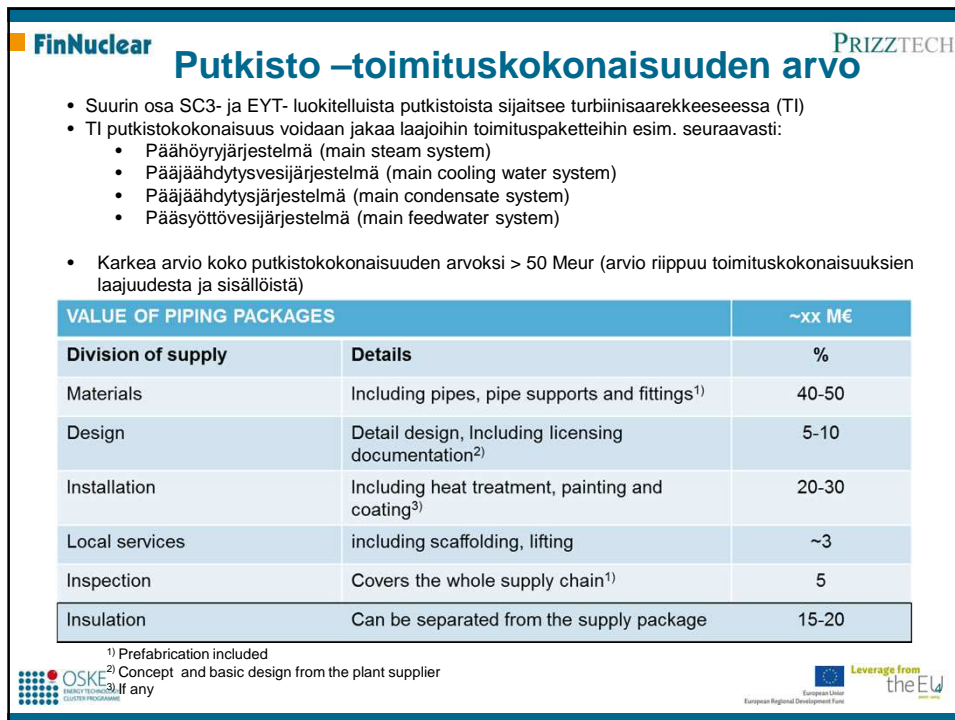 FinNuclear
PRIZZTECH
Putkisto –toimituskokonaisuuden arvo
• Suurin osa SC3- ja EYT- luokitelluista putkistoista sijaitsee turbiinisaarekkeeseessa (TI)
• TI putkistokokonaisuus voidaan jakaa laajoihin toimituspaketteihin esim. seuraavasti:
• Päähöyryjärjestelmä (main steam system)
• Pääjäähdytysvesijärjestelmä (main cooling water system)
• Pääjäähdytysjärjestelmä (main condensate system)
• Pääsyöttövesijärjestelmä (main feedwater system)
• Karkea arvio koko putkistokokonaisuuden arvoksi > 50 Meur (arvio riippuu toimituskokonaisuuksien
laajuudesta ja sisällöistä)
VALUE OF PIPING PACKAGES ~xx M€
Division of supply Details %
Materials Including pipes, pipe supports and fittings1) 40-50
Design Detail design, Including licensing
documentation2) 5-10
Installation Including heat treatment, painting and
coating3) 20-30
Local services including scaffolding, lifting ~3
Inspection Covers the whole supply chain1) 5
Insulation Can be separated from the supply package 15-20
1) Prefabrication included
2) Concept and basic design from the plant supplier
3) If any
OSKE
ENERGY TECHNOLOGY
CLUSTER PROGRAMME
European Union
European Regional Development Fund
Leverage from
the EU
4